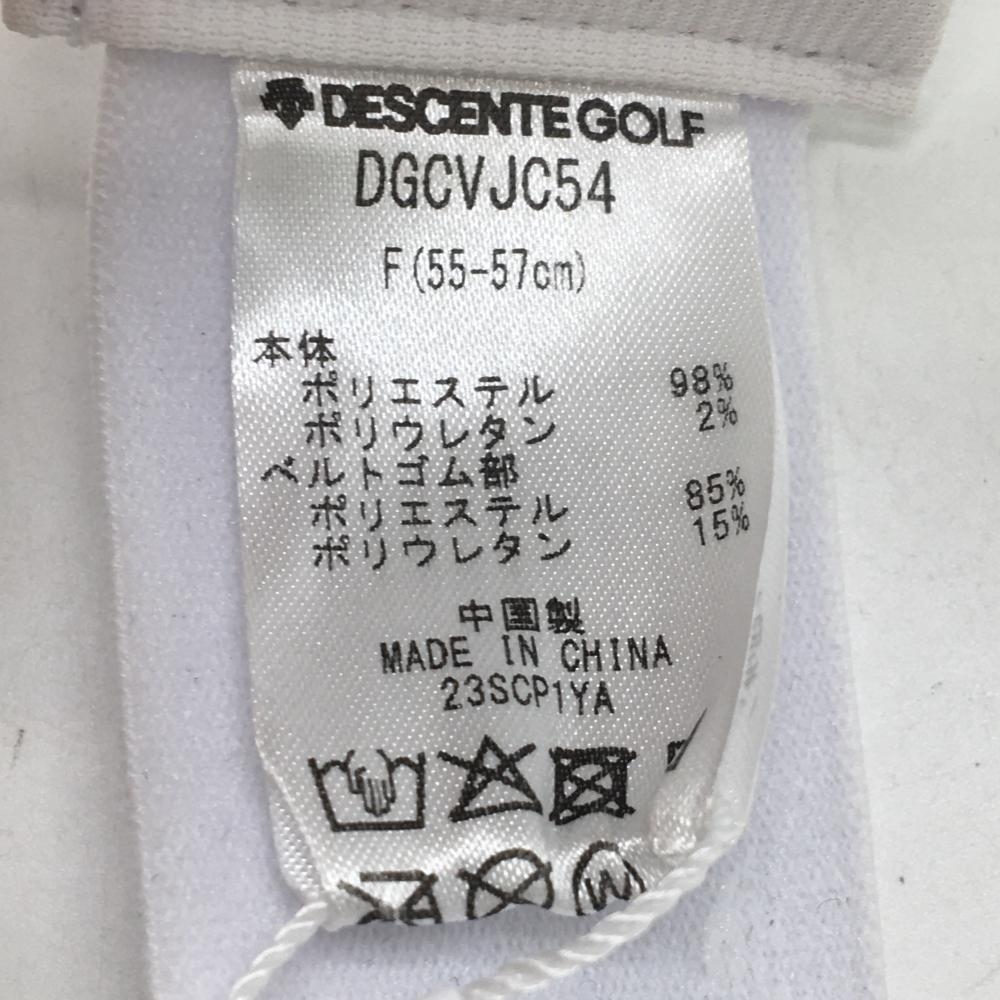 DESCENTE GOLF
DGCVJC54
F(55-57cm)
本体
ポリエステル 98%
ポリウレタン 2%
ベルトゴム部
ポリエステル 85%
ポリウレタン 15%
中国製
MADE IN CHINA
23SCP1YA
W